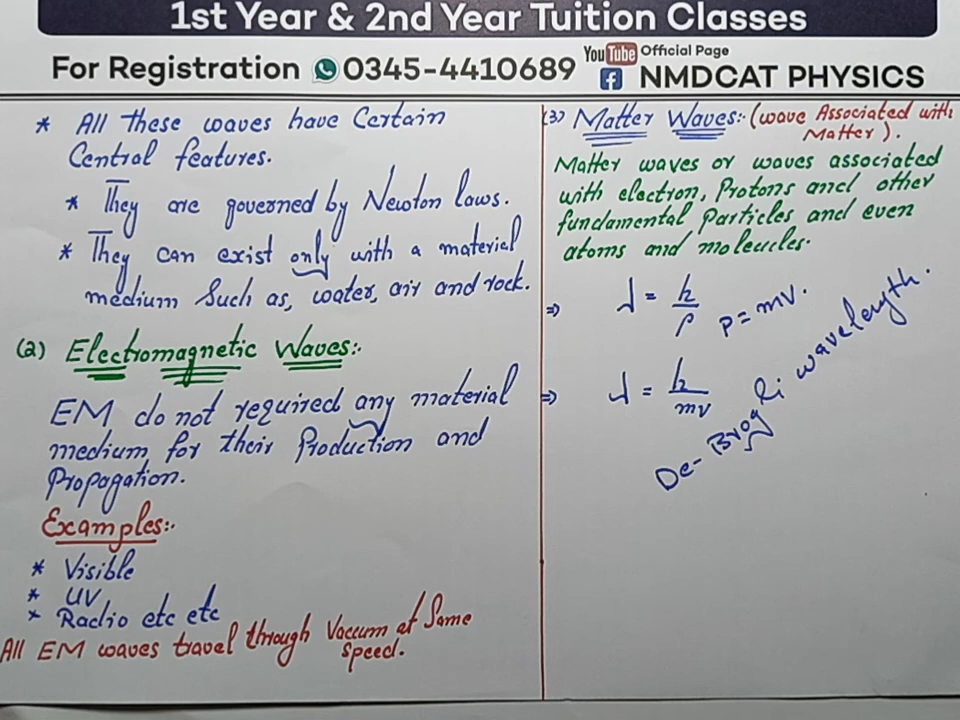 1st Year & 2nd Year Tuition Classes
For Registration 0345-4410689
YouTube Official Page
NMDCAT PHYSICS
* All these waves have Certain
Central features.
* They are governed by Newton laws.
* They can exist only with a material
medium Such as, water, air and rock.
(2) Electromagnetic Waves:-
EM do not required any material
medium for their Production and
Propagation.
Examples:-
* Visible
* UV
* Radio etc etc
All EM waves travel through Vaccum at Same
speed.
(3) Matter Waves:- (wave Associated with
Matter).
Matter waves or waves associated
with electron, Protons and other
fundamental Particles and even
atoms and molecules.
⇒ λ = h/p P = mv.
⇒ λ = h/mv
De-Brogli wavelength.